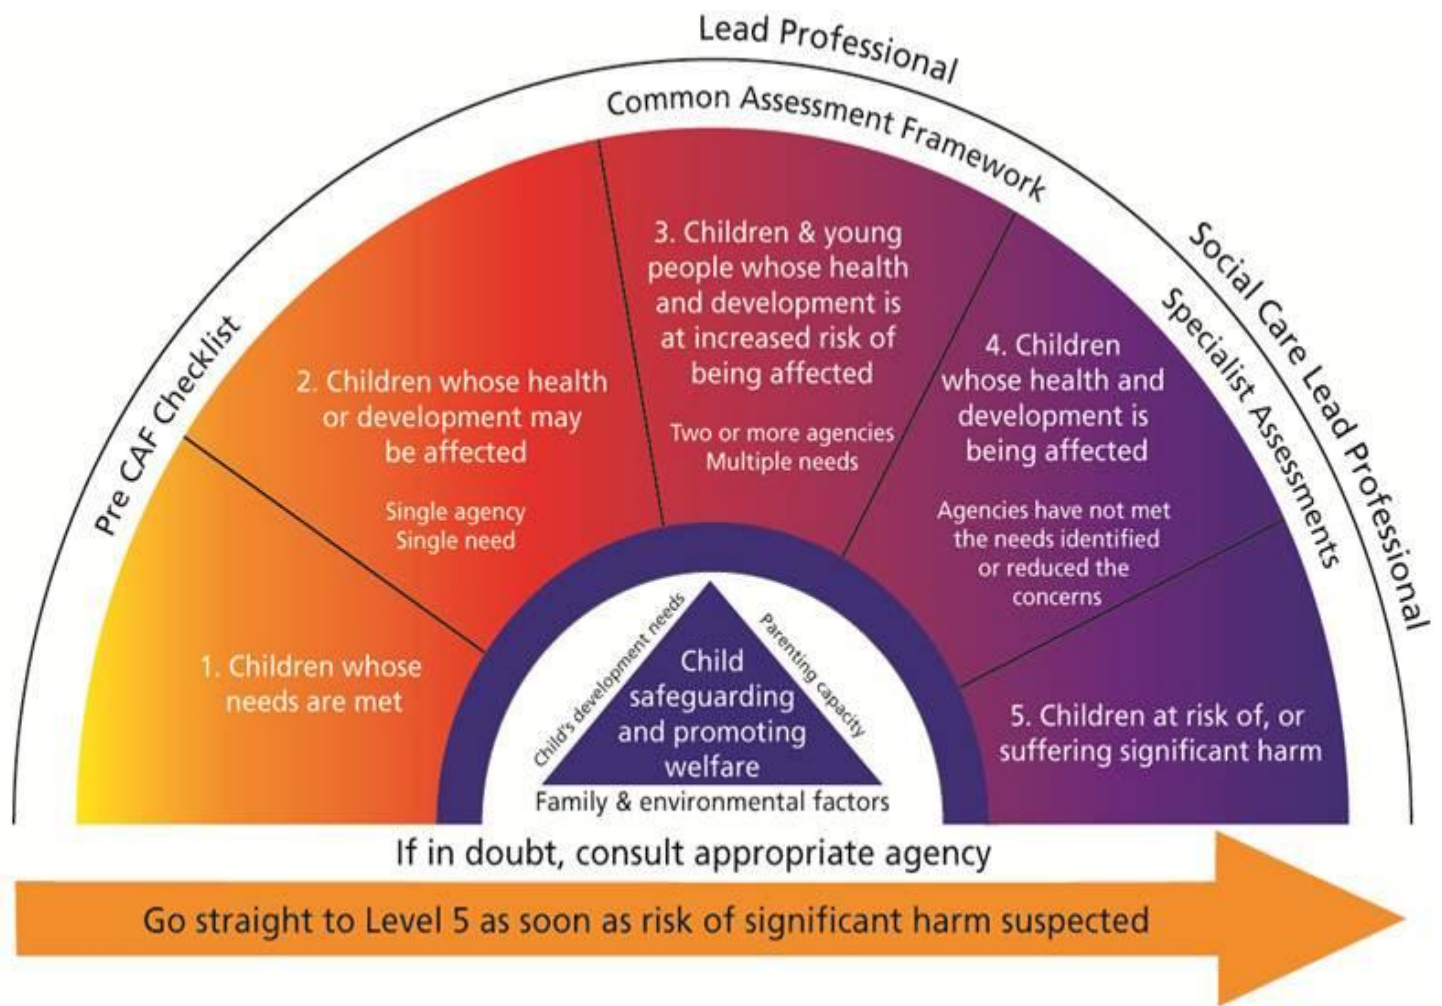 Lead Professional
Common Assessment Framework
Social Care Lead Professional
Specialist Assessments
Pre CAF Checklist
1. Children whose
needs are met
2. Children whose health
or development may
be affected
Single agency
Single need
3. Children & young
people whose health
and development is
at increased risk of
being affected
Two or more agencies
Multiple needs
4. Children
whose health and
development is
being affected
Agencies have not met
the needs identified
or reduced the
concerns
5. Children at risk of, or
suffering significant harm
Child's development needs
Parenting capacity
Child
safeguarding
and promoting
welfare
Family & environmental factors
If in doubt, consult appropriate agency
Go straight to Level 5 as soon as risk of significant harm suspected